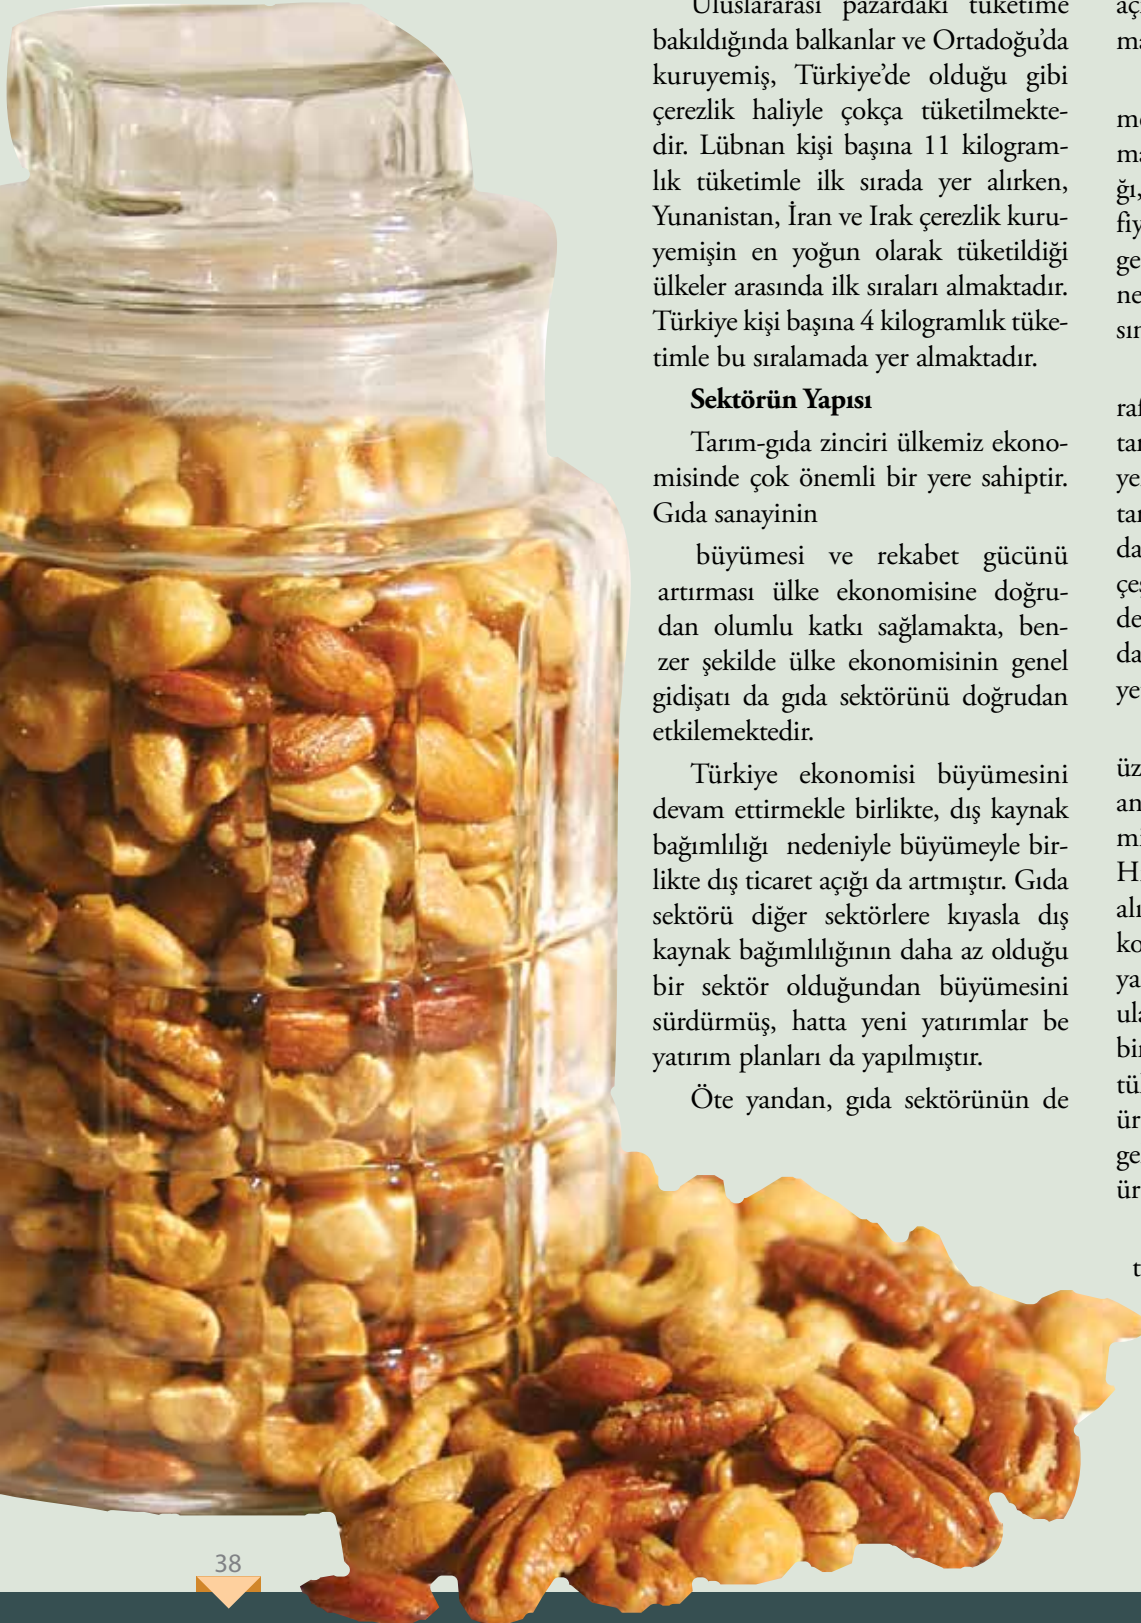 Uluslararası pazardaki tüketime
bakıldığında balkanlar ve Ortadoğu’da
kuruyemiş, Türkiye’de olduğu gibi
çerezlik haliyle çokça tüketilmekte-
dir. Lübnan kişi başına 11 kilogram-
lık tüketimle ilk sırada yer alırken,
Yunanistan, İran ve Irak çerezlik kuru-
yemişin en yoğun olarak tüketildiği
ülkeler arasında ilk sıraları almaktadır.
Türkiye kişi başına 4 kilogramlık tüke-
timle bu sıralamada yer almaktadır.
Sektörün Yapısı
Tarım-gıda zinciri ülkemiz ekono-
misinde çok önemli bir yere sahiptir.
Gıda sanayinin
büyümesi ve rekabet gücünü
artırması ülke ekonomisine doğru-
dan olumlu katkı sağlamakta, ben-
zer şekilde ülke ekonomisinin genel
gidişatı da gıda sektörünü doğrudan
etkilemektedir.
Türkiye ekonomisi büyümesini
devam ettirmekle birlikte, dış kaynak
bağımlılığı nedeniyle büyümeyle bir-
likte dış ticaret açığı da artmıştır. Gıda
sektörü diğer sektörlere kıyasla dış
kaynak bağımlılığının daha az olduğu
bir sektör olduğundan büyümesini
sürdürmüş, hatta yeni yatırımlar be
yatırım planları da yapılmıştır.
Öte yandan, gıda sektörünün de
38